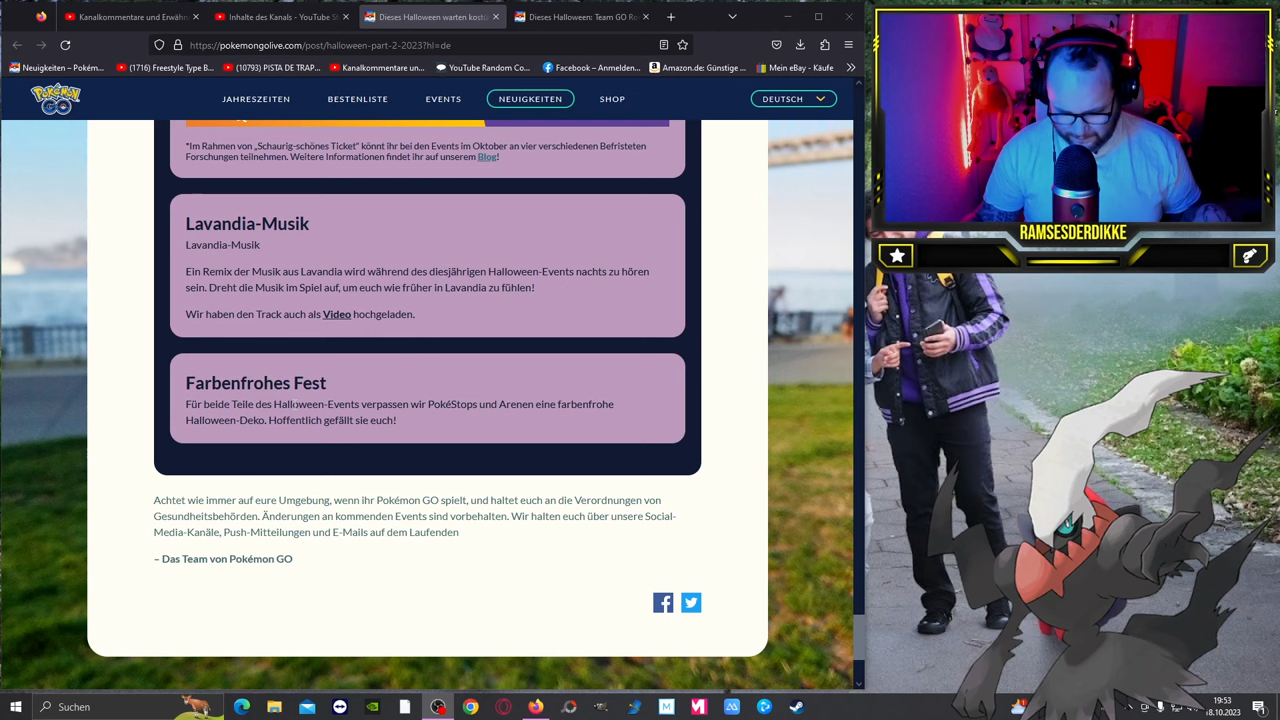 Kanalkommentare und Erwähn
Inhalte des Kanals - YouTube S
Dieses Halloween warten kostü
Dieses Halloween: Team GO Ro
https://pokemongolive.com/post/halloween-part-2-2023?hl=de
Neuigkeiten – Pokém...
(1716) Freestyle Type B...
(10793) PISTA DE TRAP...
Kanalkommentare un...
YouTube Random Co...
Facebook – Anmelden...
Amazon.de: Günstige ...
Mein eBay - Käufe
POKÉMON GO
JAHRESZEITEN
BESTENLISTE
EVENTS
NEUIGKEITEN
SHOP
DEUTSCH
*Im Rahmen von „Schaurig-schönes Ticket“ könnt ihr bei den Events im Oktober an vier verschiedenen Befristeten
Forschungen teilnehmen. Weitere Informationen findet ihr auf unserem Blog!
Lavandia-Musik
Lavandia-Musik
Ein Remix der Musik aus Lavandia wird während des diesjährigen Halloween-Events nachts zu hören
sein. Dreht die Musik im Spiel auf, um euch wie früher in Lavandia zu fühlen!
Wir haben den Track auch als Video hochgeladen.
Farbenfrohes Fest
Für beide Teile des Halloween-Events verpassen wir PokéStops und Arenen eine farbenfrohe
Halloween-Deko. Hoffentlich gefällt sie euch!
Achtet wie immer auf eure Umgebung, wenn ihr Pokémon GO spielt, und haltet euch an die Verordnungen von
Gesundheitsbehörden. Änderungen an kommenden Events sind vorbehalten. Wir halten euch über unsere Social-
Media-Kanäle, Push-Mitteilungen und E-Mails auf dem Laufenden
– Das Team von Pokémon GO
RAMSESDERDIKKE
Suchen
19:53
18.10.2023